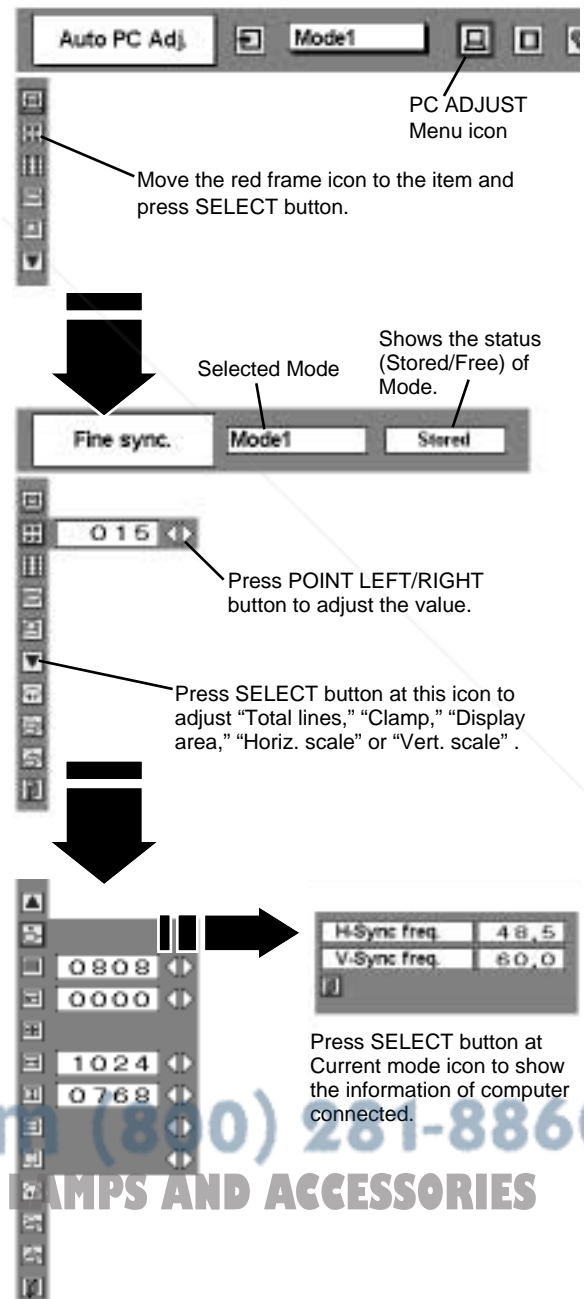 Auto PC Adj.
Mode1
PC ADJUST
Menu icon
Move the red frame icon to the item and
press SELECT button.
Shows the status
(Stored/Free) of
Mode.
Selected Mode
Fine sync.
Mode1
Stored
015
Press POINT LEFT/RIGHT
button to adjust the value.
Press SELECT button at this icon to
adjust “Total lines,” “Clamp,” “Display
area,” “Horiz. scale” or “Vert. scale” .
0808
0000
1024
0768
H-Sync freq. 48,5
V-Sync freq. 60,0
Press SELECT button at
Current mode icon to show
the information of computer
connected.
(800) 281-886
AMPS AND ACCESSORIES